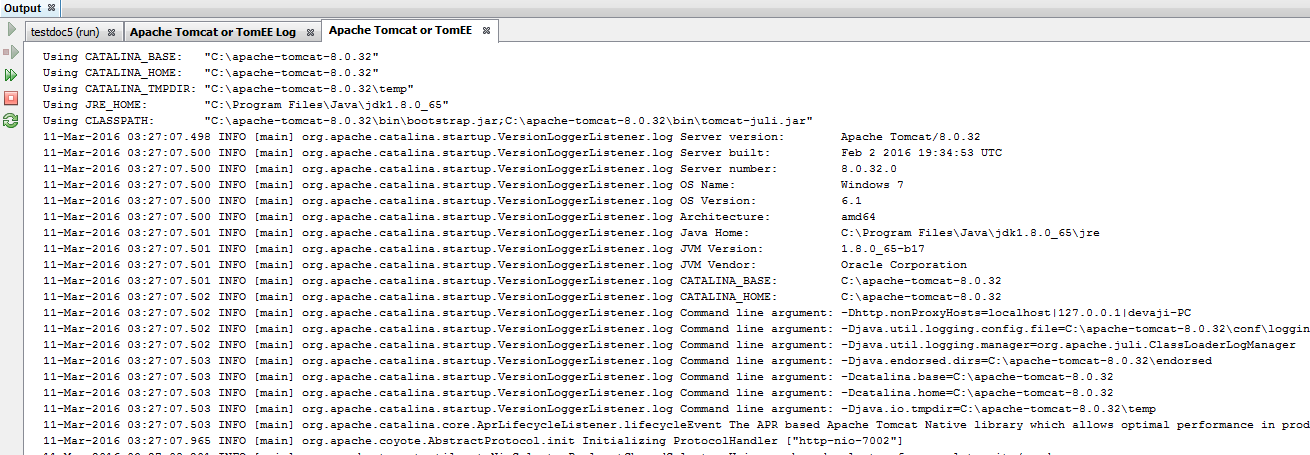 Output
testdoc5 (run) Apache Tomcat or TomEE Log Apache Tomcat or TomEE
Using CATALINA_BASE: "C:\apache-tomcat-8.0.32"
Using CATALINA_HOME: "C:\apache-tomcat-8.0.32"
Using CATALINA_TMPDIR: "C:\apache-tomcat-8.0.32\temp"
Using JRE_HOME: "C:\Program Files\Java\jdk1.8.0_65"
Using CLASSPATH: "C:\apache-tomcat-8.0.32\bin\bootstrap.jar;C:\apache-tomcat-8.0.32\bin\tomcat-juli.jar"
11-Mar-2016 03:27:07.498 INFO [main] org.apache.catalina.startup.VersionLoggerListener.log Server version: Apache Tomcat/8.0.32
11-Mar-2016 03:27:07.500 INFO [main] org.apache.catalina.startup.VersionLoggerListener.log Server built: Feb 2 2016 19:34:53 UTC
11-Mar-2016 03:27:07.500 INFO [main] org.apache.catalina.startup.VersionLoggerListener.log Server number: 8.0.32.0
11-Mar-2016 03:27:07.500 INFO [main] org.apache.catalina.startup.VersionLoggerListener.log OS Name: Windows 7
11-Mar-2016 03:27:07.500 INFO [main] org.apache.catalina.startup.VersionLoggerListener.log OS Version: 6.1
11-Mar-2016 03:27:07.500 INFO [main] org.apache.catalina.startup.VersionLoggerListener.log Architecture: amd64
11-Mar-2016 03:27:07.501 INFO [main] org.apache.catalina.startup.VersionLoggerListener.log Java Home: C:\Program Files\Java\jdk1.8.0_65\jre
11-Mar-2016 03:27:07.501 INFO [main] org.apache.catalina.startup.VersionLoggerListener.log JVM Version: 1.8.0_65-b17
11-Mar-2016 03:27:07.501 INFO [main] org.apache.catalina.startup.VersionLoggerListener.log JVM Vendor: Oracle Corporation
11-Mar-2016 03:27:07.501 INFO [main] org.apache.catalina.startup.VersionLoggerListener.log CATALINA_BASE: C:\apache-tomcat-8.0.32
11-Mar-2016 03:27:07.502 INFO [main] org.apache.catalina.startup.VersionLoggerListener.log CATALINA_HOME: C:\apache-tomcat-8.0.32
11-Mar-2016 03:27:07.502 INFO [main] org.apache.catalina.startup.VersionLoggerListener.log Command line argument: -Dhttp.nonProxyHosts=localhost|127.0.0.1|devaji-PC
11-Mar-2016 03:27:07.502 INFO [main] org.apache.catalina.startup.VersionLoggerListener.log Command line argument: -Djava.util.logging.config.file=C:\apache-tomcat-8.0.32\conf\loggin
11-Mar-2016 03:27:07.502 INFO [main] org.apache.catalina.startup.VersionLoggerListener.log Command line argument: -Djava.util.logging.manager=org.apache.juli.ClassLoaderLogManager
11-Mar-2016 03:27:07.503 INFO [main] org.apache.catalina.startup.VersionLoggerListener.log Command line argument: -Djava.endorsed.dirs=C:\apache-tomcat-8.0.32\endorsed
11-Mar-2016 03:27:07.503 INFO [main] org.apache.catalina.startup.VersionLoggerListener.log Command line argument: -Dcatalina.base=C:\apache-tomcat-8.0.32
11-Mar-2016 03:27:07.503 INFO [main] org.apache.catalina.startup.VersionLoggerListener.log Command line argument: -Dcatalina.home=C:\apache-tomcat-8.0.32
11-Mar-2016 03:27:07.503 INFO [main] org.apache.catalina.startup.VersionLoggerListener.log Command line argument: -Djava.io.tmpdir=C:\apache-tomcat-8.0.32\temp
11-Mar-2016 03:27:07.503 INFO [main] org.apache.catalina.core.AprLifecycleListener.lifecycleEvent The APR based Apache Tomcat Native library which allows optimal performance in prod
11-Mar-2016 03:27:07.965 INFO [main] org.apache.coyote.AbstractProtocol.init Initializing ProtocolHandler ["http-nio-7002"]